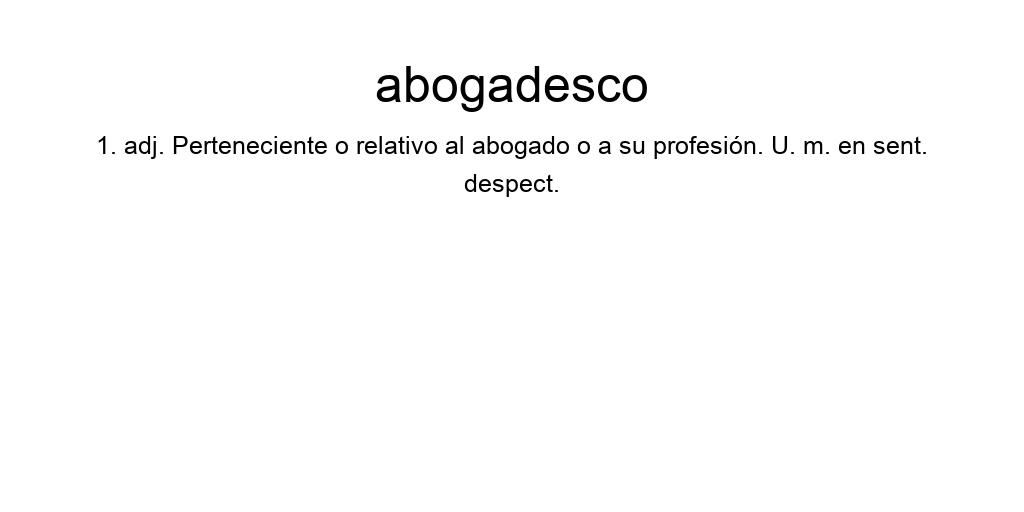 abogadesco
1. adj. Perteneciente o relativo al abogado o a su profesión. U. m. en sent.
despect.